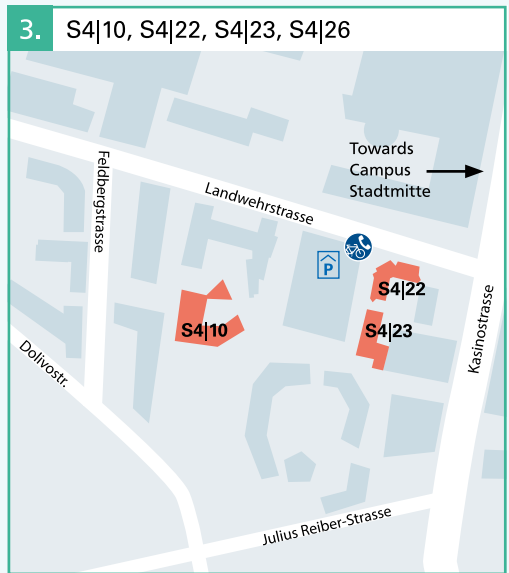 3. S4|10, S4|22, S4|23, S4|26
Towards
Campus
Stadtmitte
Feldbergstrasse
Landwehrstrasse
P
S4|22
S4|10
S4|23
Kasinostrasse
Dolivostr.
Julius Reiber-Strasse